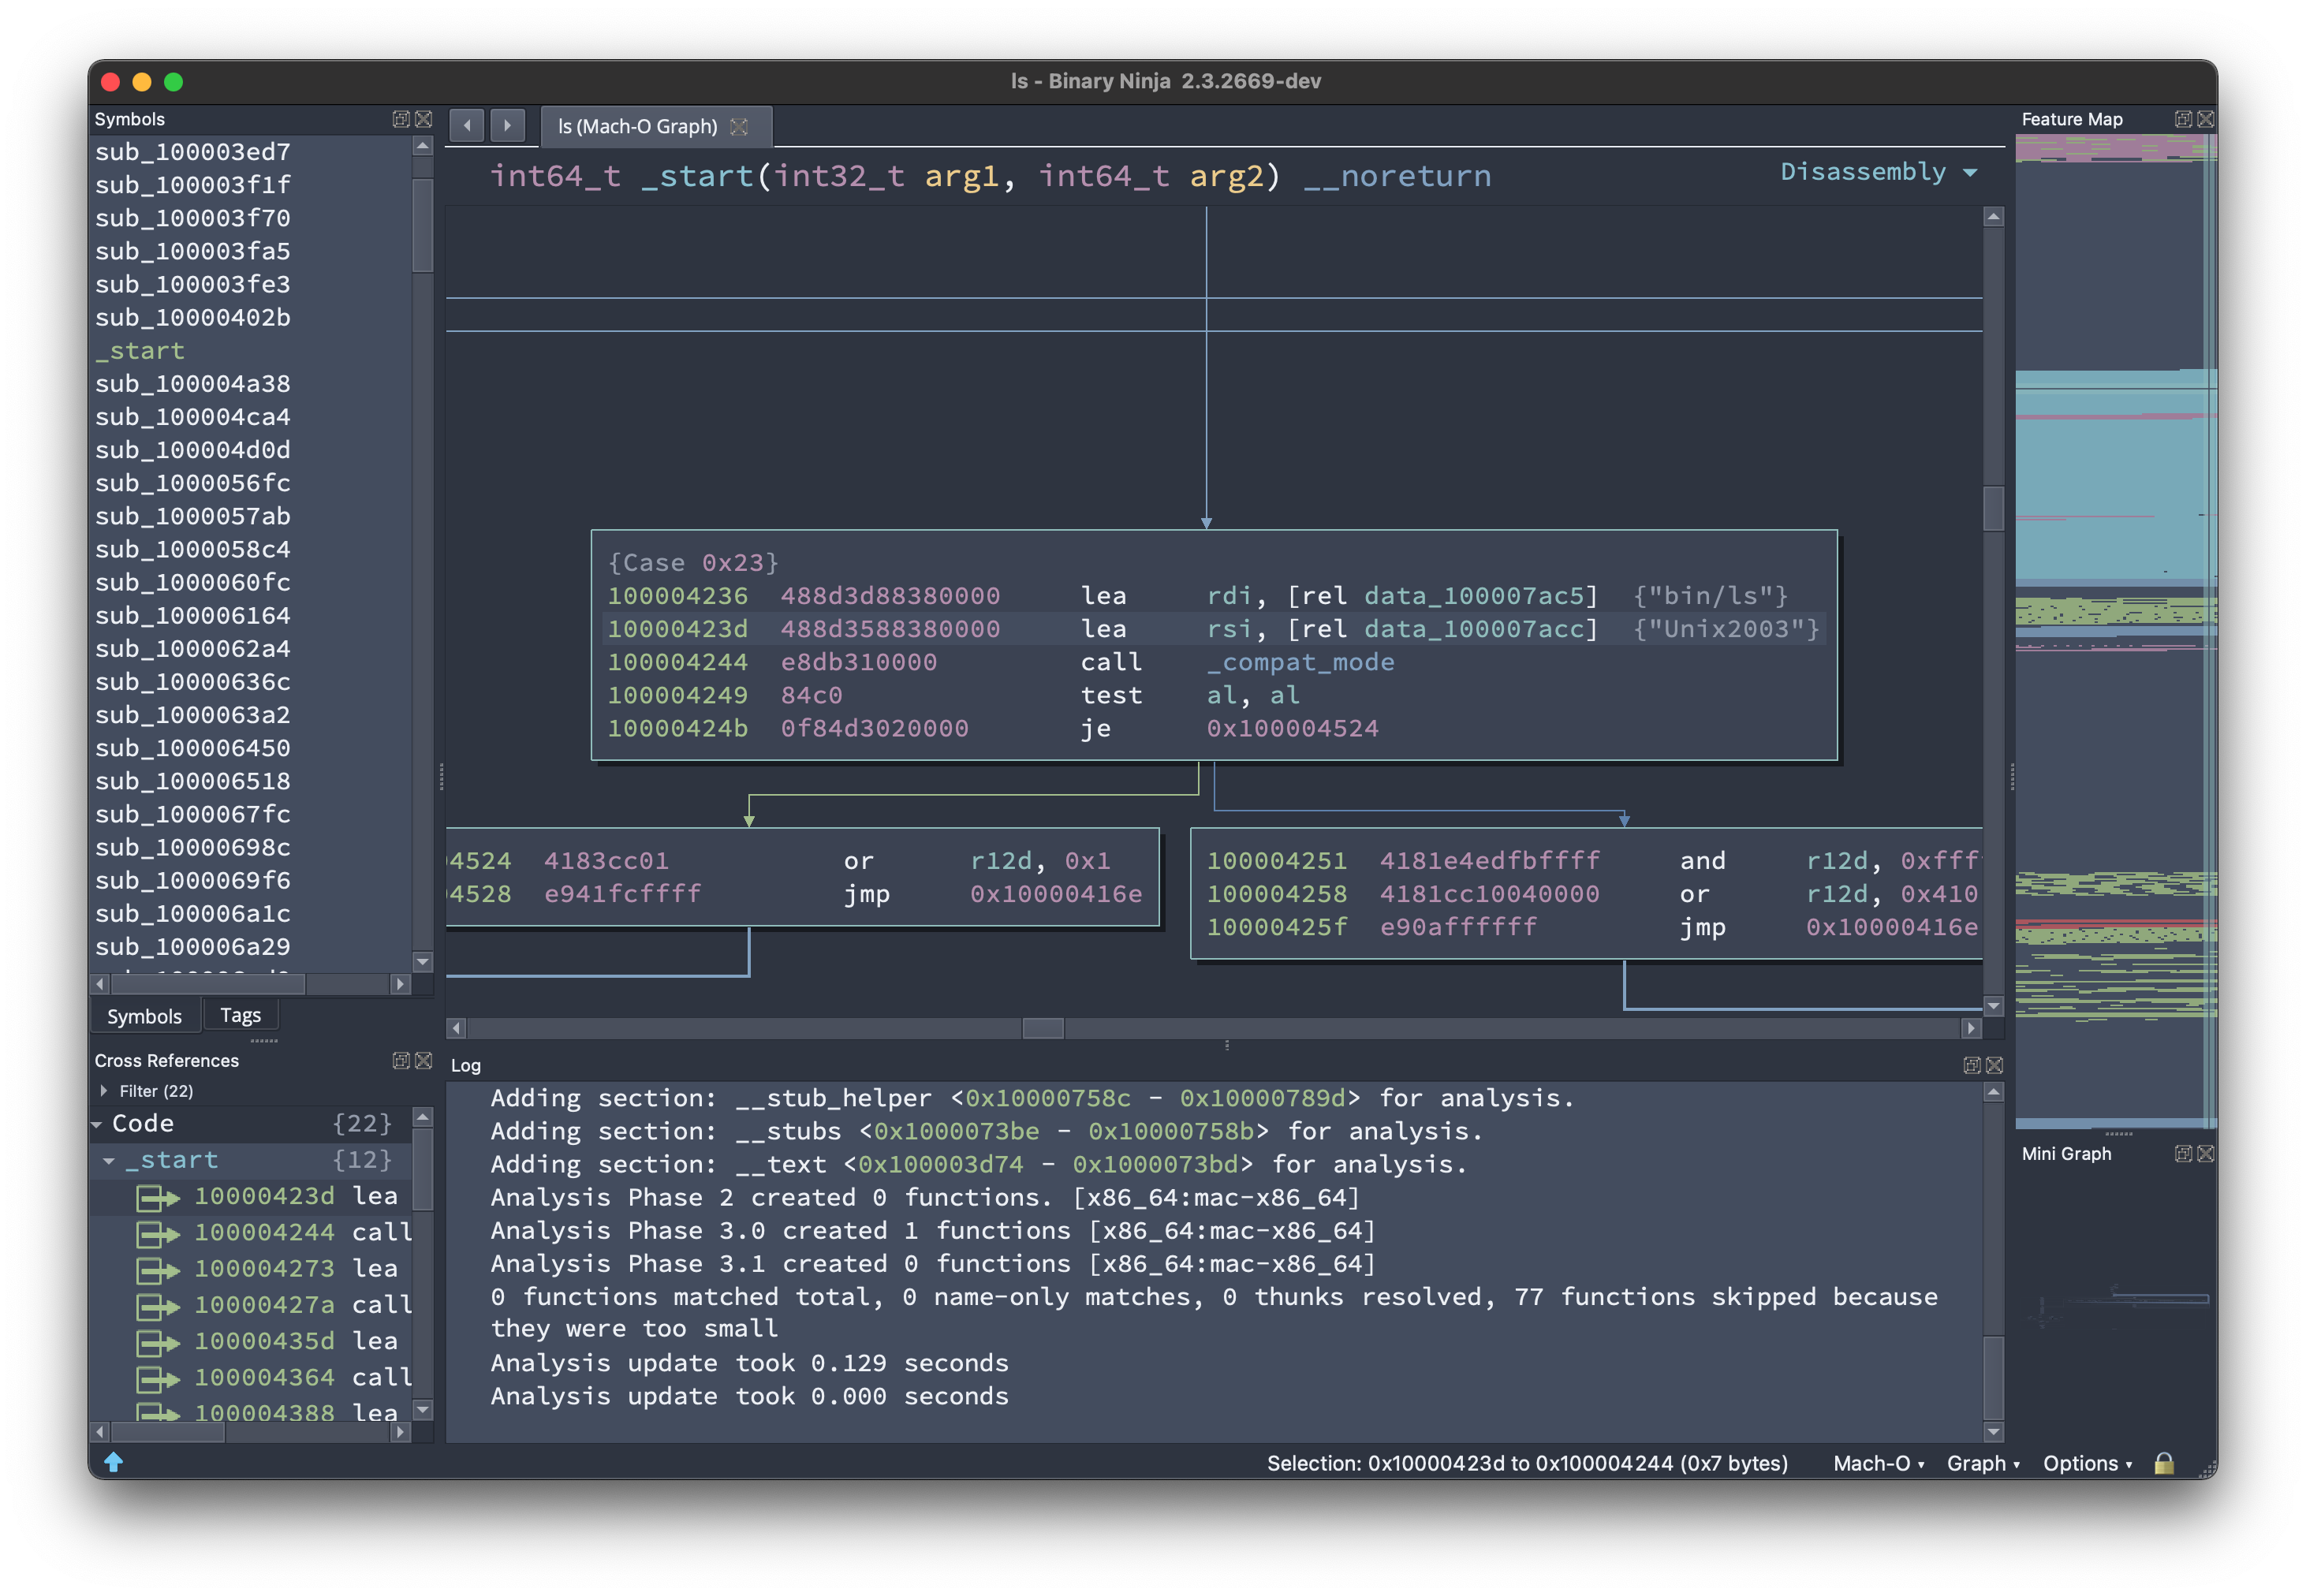 ls - Binary Ninja 2.3.2669-dev
Symbols
sub_100003ed7
sub_100003f1f
sub_100003f70
sub_100003fa5
sub_100003fe3
sub_10000402b
_start
sub_100004a38
sub_100004ca4
sub_100004d0d
sub_1000056fc
sub_1000057ab
sub_1000058c4
sub_1000060fc
sub_100006164
sub_1000062a4
sub_10000636c
sub_1000063a2
sub_100006450
sub_100006518
sub_1000067fc
sub_10000698c
sub_1000069f6
sub_100006a1c
sub_100006a29
Symbols Tags
Cross References
Filter (22)
Code {22}
_start {12}
10000423d lea
100004244 call
100004273 lea
10000427a call
10000435d lea
100004364 call
100004388 lea
ls (Mach-O Graph)
int64_t _start(int32_t arg1, int64_t arg2) __noreturn
Disassembly
{Case 0x23}
100004236 488d3d88380000 lea rdi, [rel data_100007ac5] {"bin/ls"}
10000423d 488d3588380000 lea rsi, [rel data_100007acc] {"Unix2003"}
100004244 e8db310000 call _compat_mode
100004249 84c0 test al, al
10000424b 0f84d3020000 je 0x100004524
4524 4183cc01 or r12d, 0x1
4528 e941fcffff jmp 0x10000416e
100004251 4181e4edfbffff and r12d, 0xfff
100004258 4181cc10040000 or r12d, 0x410
10000425f e90affffff jmp 0x10000416e
Log
Adding section: __stub_helper <0x10000758c - 0x10000789d> for analysis.
Adding section: __stubs <0x1000073be - 0x10000758b> for analysis.
Adding section: __text <0x100003d74 - 0x1000073bd> for analysis.
Analysis Phase 2 created 0 functions. [x86_64:mac-x86_64]
Analysis Phase 3.0 created 1 functions [x86_64:mac-x86_64]
Analysis Phase 3.1 created 0 functions [x86_64:mac-x86_64]
0 functions matched total, 0 name-only matches, 0 thunks resolved, 77 functions skipped because
they were too small
Analysis update took 0.129 seconds
Analysis update took 0.000 seconds
Feature Map
Mini Graph
Selection: 0x10000423d to 0x100004244 (0x7 bytes) Mach-O Graph Options